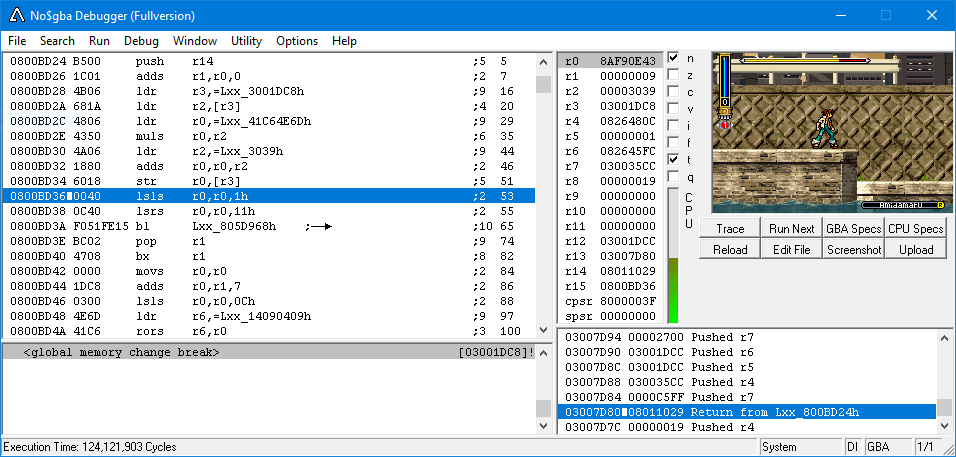 No$gba Debugger (Fullversion)
File Search Run Debug Window Utility Options Help
0800BD24 B500 push r14 ;5 5
0800BD26 1C01 adds r1,r0,0 ;2 7
0800BD28 4B06 ldr r3,=Lxx_3001DC8h ;9 16
0800BD2A 681A ldr r2,[r3] ;4 20
0800BD2C 4806 ldr r0,=Lxx_41C64E6Dh ;9 29
0800BD2E 4350 muls r0,r2 ;6 35
0800BD30 4A06 ldr r2,=Lxx_3039h ;9 44
0800BD32 1880 adds r0,r0,r2 ;2 46
0800BD34 6018 str r0,[r3] ;5 51
0800BD36 0040 lsls r0,r0,1h ;2 53
0800BD38 0C40 lsrs r0,r0,11h ;2 55
0800BD3A F051FE15 bl Lxx_805D968h ;→ ;10 65
0800BD3E BC02 pop r1 ;9 74
0800BD40 4708 bx r1 ;8 82
0800BD42 0000 movs r0,r0 ;2 84
0800BD44 1DC8 adds r0,r1,7 ;2 86
0800BD46 0300 lsls r0,r0,0Ch ;2 88
0800BD48 4E6D ldr r6,=Lxx_14090409h ;9 97
0800BD4A 41C6 rors r6,r0 ;3 100
r0 8AF90E43
r1 00000009
r2 00003039
r3 03001DC8
r4 0826480C
r5 00000001
r6 082645FC
r7 030035CC
r8 00000019
r9 00000000
r10 00000000
r11 00000000
r12 03001DCC
r13 03007D80
r14 08011029
r15 0800BD36
cpsr 8000003F
spsr 00000000
n
z
c
v
i
f
t
q
C
P
U
AmidamaFu R
Trace Run Next GBA Specs CPU Specs
Reload Edit File Screenshot Upload
<global memory change break> [03001DC8]!
03007D94 00002700 Pushed r7
03007D90 03001DCC Pushed r6
03007D8C 03001DCC Pushed r5
03007D88 030035CC Pushed r4
03007D84 0000C5FF Pushed r7
03007D80 08011029 Return from Lxx_800BD24h
03007D7C 00000019 Pushed r4
Execution Time: 124,121,903 Cycles System DI GBA 1/1